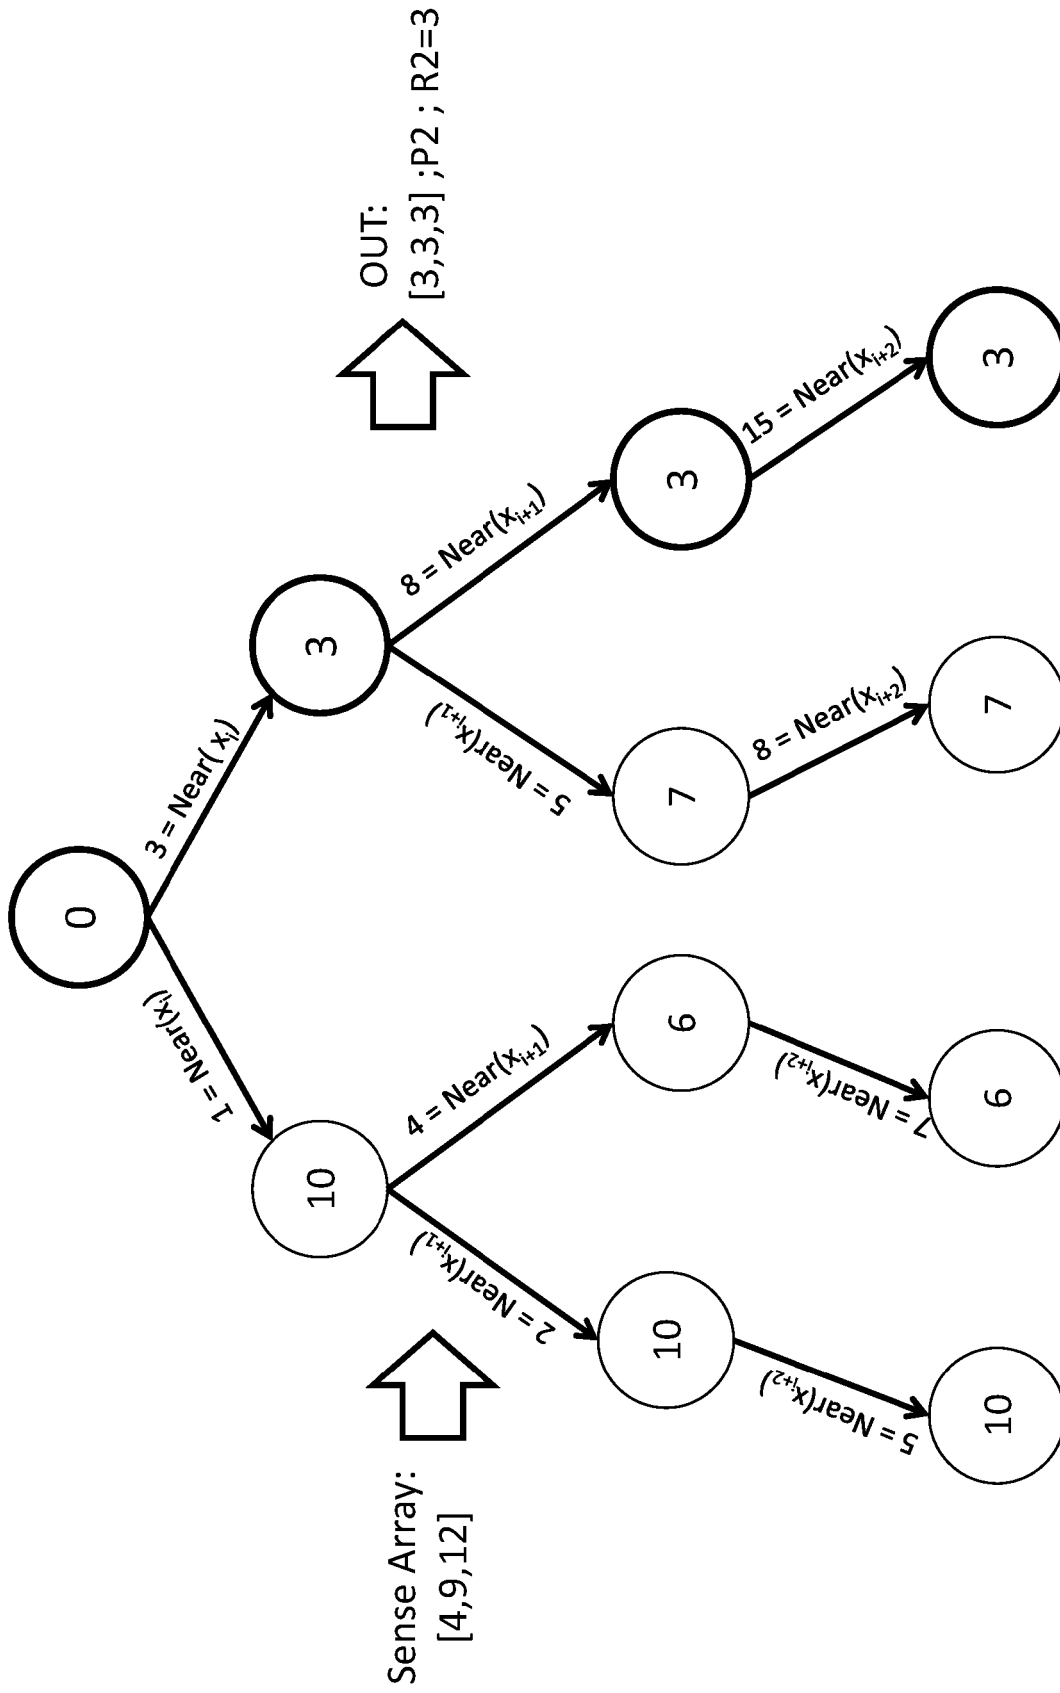 0
1 = Near(xᵢ)
3 = Near( xᵢ)
10
3
Sense Array:
[4,9,12]
OUT:
[3,3,3] ;P2 ; R2=3
2 = Near(xᵢ₊₁)
4 = Near(xᵢ₊₁)
5 = Near(xᵢ₊₁)
8 = Near(xᵢ₊₁)
10
6
7
3
5 = Near(xᵢ₊₂)
7 = Near(xᵢ₊₂)
8 = Near(xᵢ₊₂)
15 = Near(xᵢ₊₂)
10
6
7
3